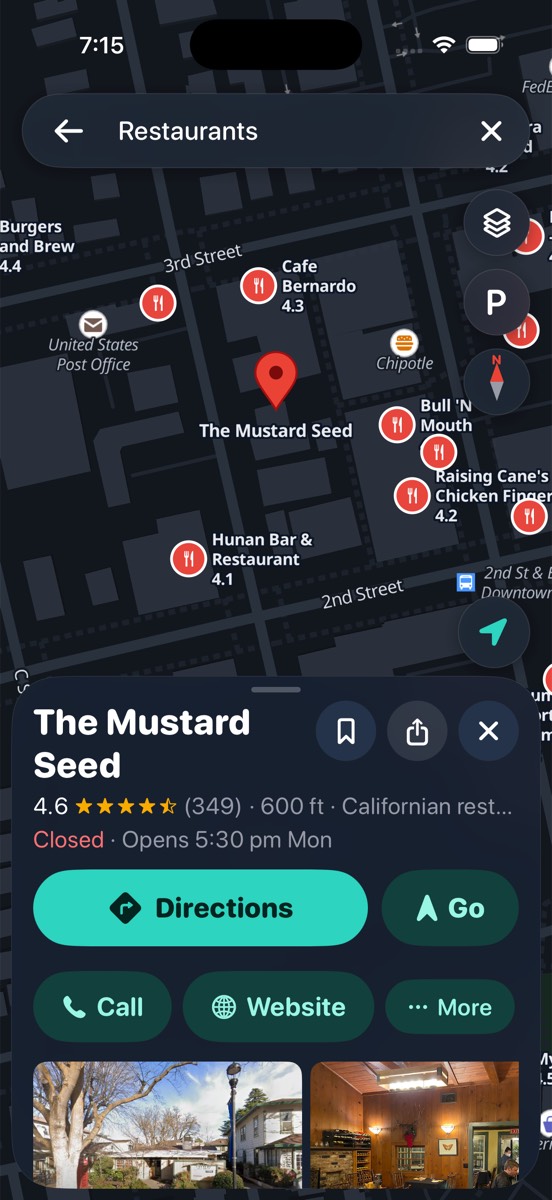 7:15
FedE
Restaurants
4.2
Burgers
and Brew
4.4
3rd Street
Cafe
Bernardo
4.3
P
United States
Post Office
Chipotle
N
The Mustard Seed
Bull 'N
Mouth
Raising Cane's
Chicken Finger
4.2
Hunan Bar &
Restaurant
4.1
2nd Street
2nd St & E
Downtown
C S
The Mustard
Seed
4.6 ★★★★ (349) · 600 ft · Californian rest...
Closed · Opens 5:30 pm Mon
Directions
Go
Call
Website
More